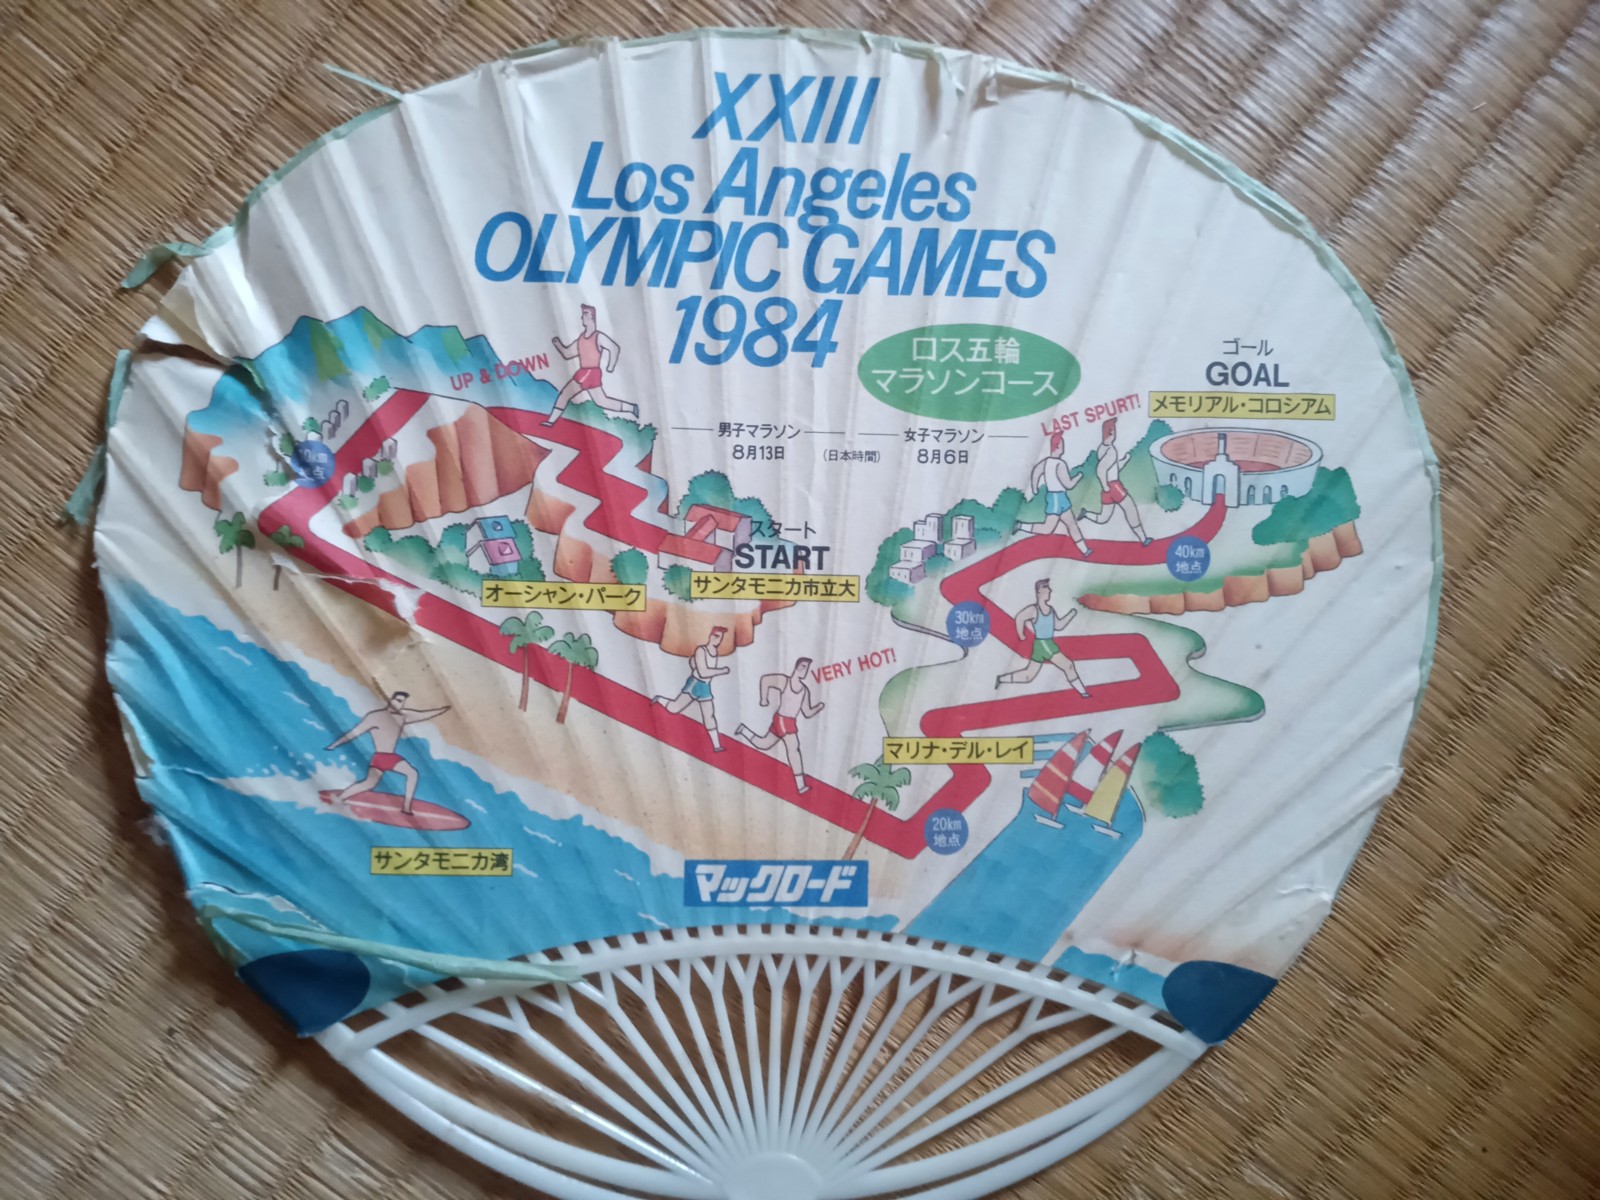 XXIII
Los Angeles
OLYMPIC GAMES
1984
ロス五輪
マラソンコース
男子マラソン
8月13日
(日本時間)
女子マラソン
8月6日
UP & DOWN
LAST SPURT!
ゴール
GOAL
メモリアル・コロシアム
10km
地点
スタート
START
サンタモニカ市立大
オーシャン・パーク
40km
地点
30km
地点
VERY HOT!
マリナ・デル・レイ
20km
地点
サンタモニカ湾
マックロード